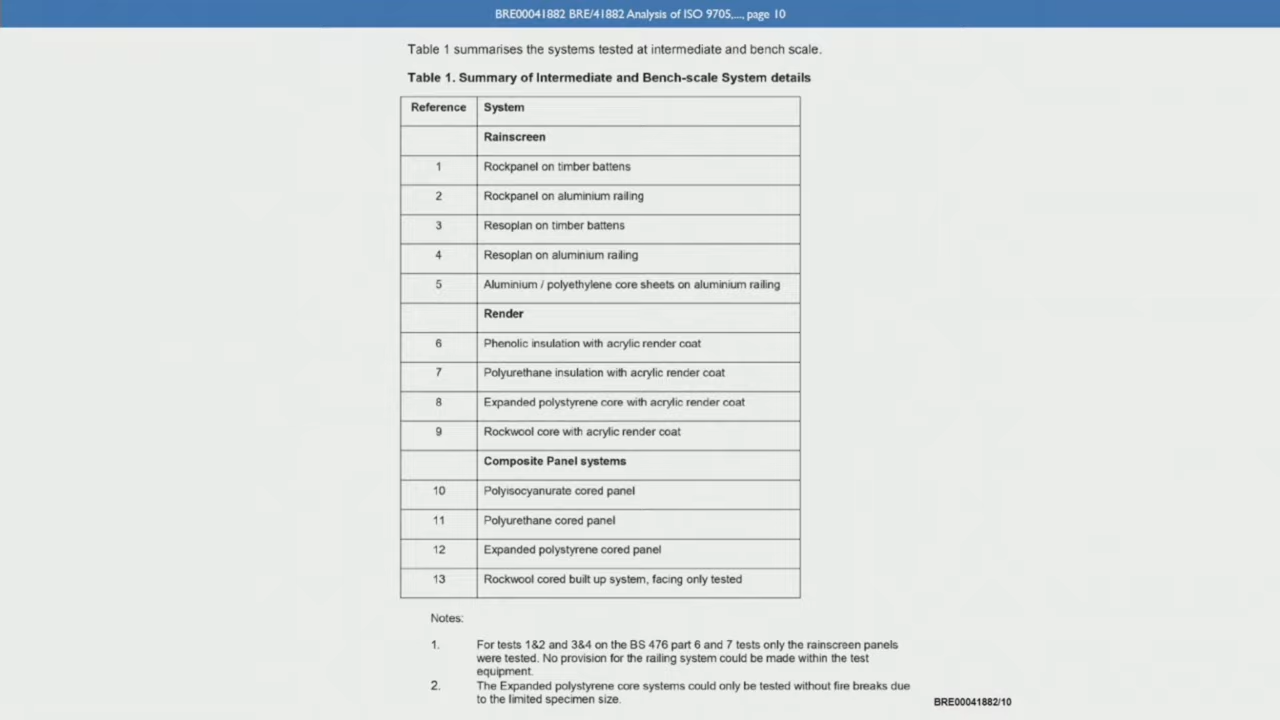 BRE00041882 BRE/41882 Analysis of ISO 9705,..., page 10
Table 1 summarises the systems tested at intermediate and bench scale.
Table 1. Summary of Intermediate and Bench-scale System details
Reference System
Rainscreen
1 Rockpanel on timber battens
2 Rockpanel on aluminium railing
3 Resoplan on timber battens
4 Resoplan on aluminium railing
5 Aluminium / polyethylene core sheets on aluminium railing
Render
6 Phenolic insulation with acrylic render coat
7 Polyurethane insulation with acrylic render coat
8 Expanded polystyrene core with acrylic render coat
9 Rockwool core with acrylic render coat
Composite Panel systems
10 Polyisocyanurate cored panel
11 Polyurethane cored panel
12 Expanded polystyrene cored panel
13 Rockwool cored built up system, facing only tested
Notes:
1. For tests 1&2 and 3&4 on the BS 476 part 6 and 7 tests only the rainscreen panels
were tested. No provision for the railing system could be made within the test
equipment.
2. The Expanded polystyrene core systems could only be tested without fire breaks due
to the limited specimen size.
BRE00041882/10